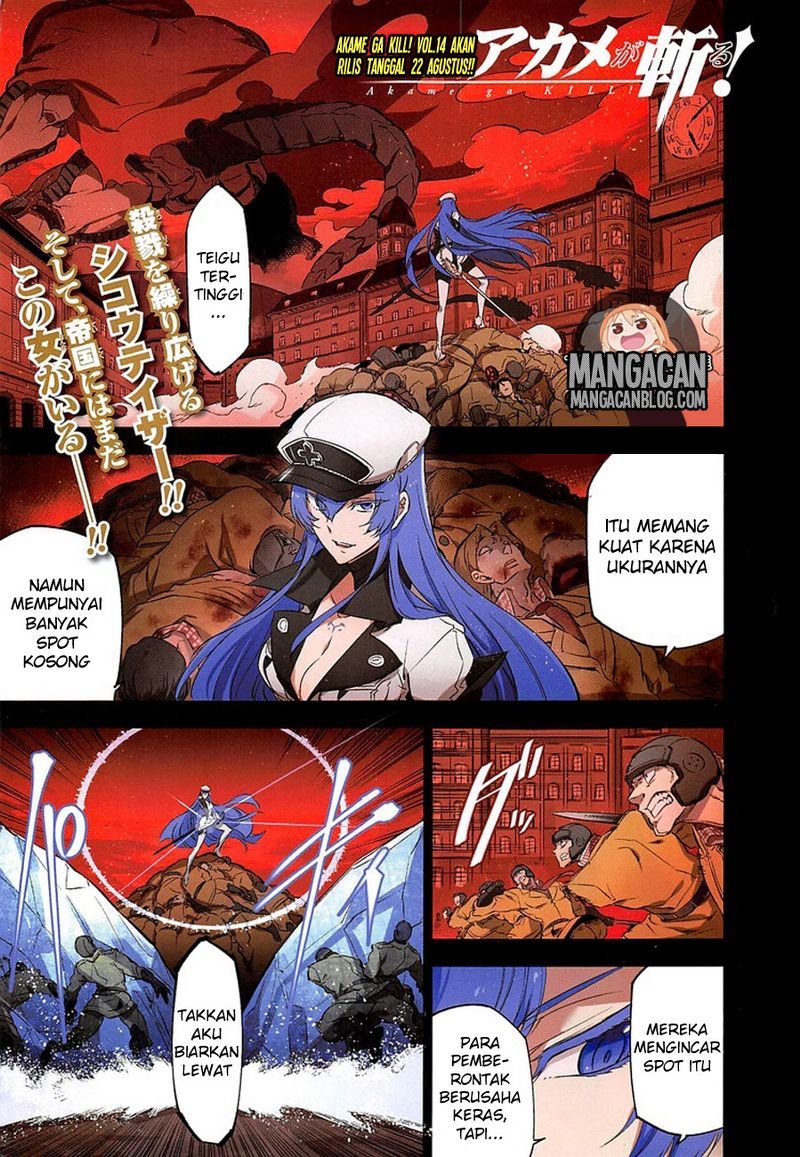 AKAME GA KILL! VOL.14 AKAN
RILIS TANGGAL 22 AGUSTUS!!
アカメが斬る!
Akame ga KILL!
殺戮を繰り広げる
シコウテイザー!!
そして、帝国にはまだ
この女がいる――!!
TEIGU
TER-
TINGGI
...
MANGACAN
MANGACANBLOG.COM
ITU MEMANG
KUAT KARENA
UKURANNYA
NAMUN
MEMPUNYAI
BANYAK
SPOT
KOSONG
グッ
MEREKA
MENGINCAR
SPOT ITU
PARA
PEMBE-
RONTAK
BERUSAHA
KERAS,
TAPI...
パキ
TAKKAN
AKU
BIARKAN
LEWAT